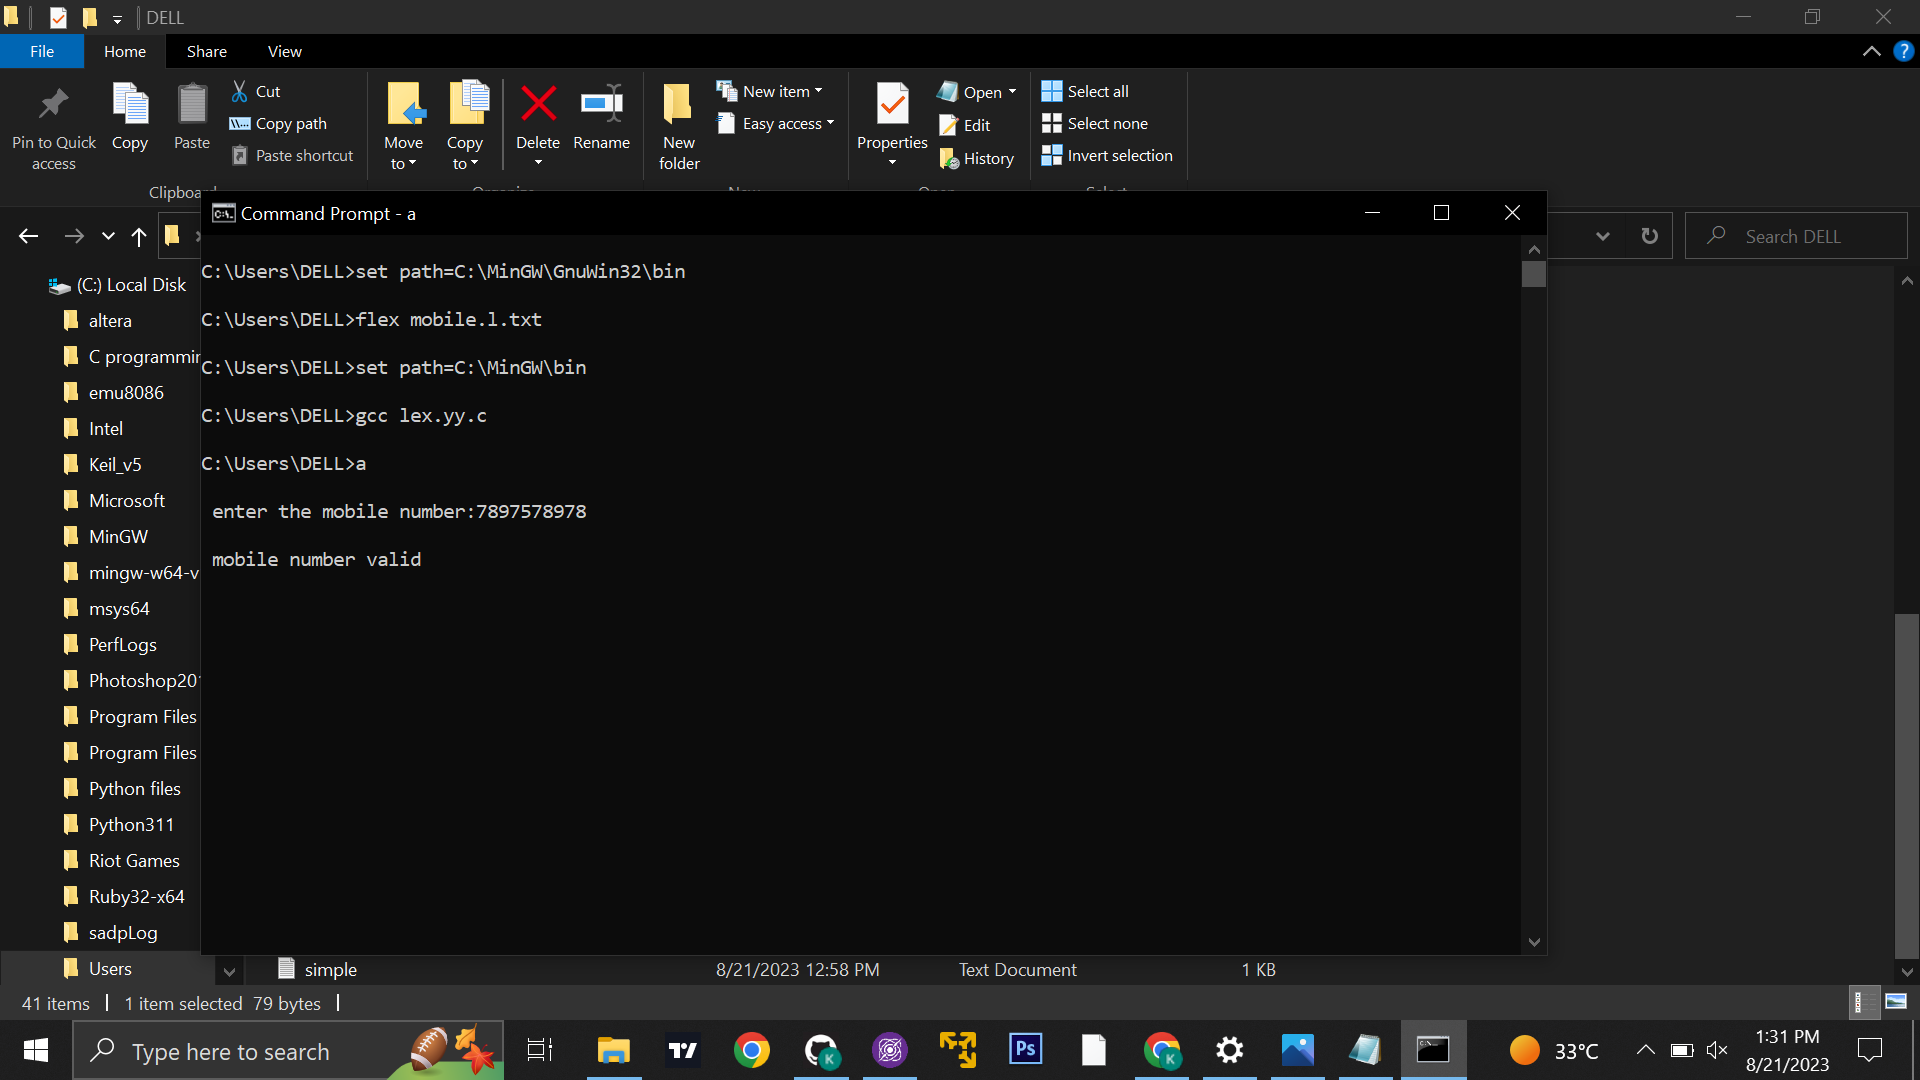 DELL
File Home Share View
Pin to Quick access
Copy
Paste
Cut
Copy path
Paste shortcut
Clipboard
Move to
Copy to
Delete
Rename
New folder
New item
Easy access
Properties
Open
Edit
History
Select all
Select none
Invert selection
Command Prompt - a
Search DELL
C:\Users\DELL>set path=C:\MinGW\GnuWin32\bin
C:\Users\DELL>flex mobile.l.txt
C:\Users\DELL>set path=C:\MinGW\bin
C:\Users\DELL>gcc lex.yy.c
C:\Users\DELL>a
enter the mobile number:7897578978
mobile number valid
(C:) Local Disk
altera
C programmin
emu8086
Intel
Keil_v5
Microsoft
MinGW
mingw-w64-v
msys64
PerfLogs
Photoshop201
Program Files
Program Files
Python files
Python311
Riot Games
Ruby32-x64
sadpLog
Users
simple 8/21/2023 12:58 PM Text Document 1 KB
41 items 1 item selected 79 bytes
Type here to search
Ps
K
K
33°C
1:31 PM
8/21/2023